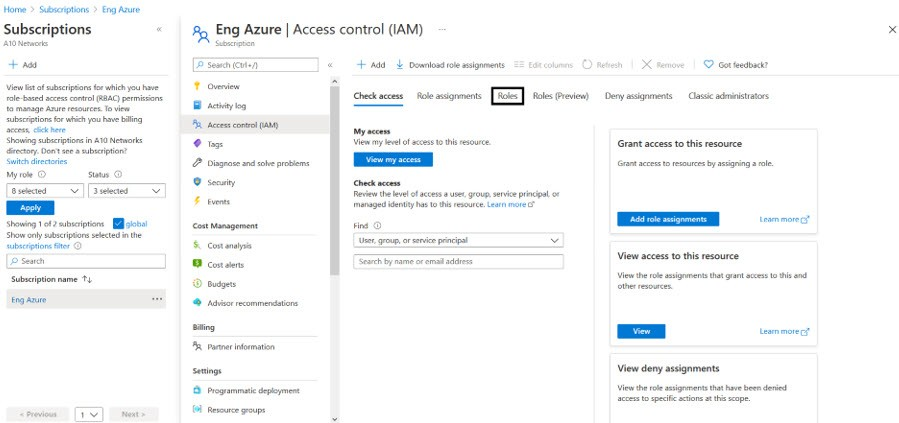 Home > Subscriptions > Eng Azure
Subscriptions
«
A10 Networks
+ Add
View list of subscriptions for which you have
role-based access control (RBAC) permissions
to manage Azure resources. To view
subscriptions for which you have billing
access, click here
Showing subscriptions in A10 Networks
directory. Don't see a subscription?
Switch directories
My role
Status
8 selected
3 selected
Apply
Showing 1 of 2 subscriptions
global
Show only subscriptions selected in the
subscriptions filter
Search
Subscription name ↑↓
Eng Azure
···
< Previous
1
Next >
Eng Azure | Access control (IAM)
···
Subscription
Search (Ctrl+/)
«
Overview
Activity log
Access control (IAM)
Tags
Diagnose and solve problems
Security
Events
Cost Management
Cost analysis
Cost alerts
Budgets
Advisor recommendations
Billing
Partner information
Settings
Programmatic deployment
Resource groups
+ Add
Download role assignments
Edit columns
Refresh
Remove
Got feedback?
Check access
Role assignments
Roles
Roles (Preview)
Deny assignments
Classic administrators
My access
View my level of access to this resource.
View my access
Check access
Review the level of access a user, group, service principal, or
managed identity has to this resource. Learn more
Find
User, group, or service principal
Search by name or email address
Grant access to this resource
Grant access to resources by assigning a role.
Add role assignments
Learn more
View access to this resource
View the role assignments that grant access to this and
other resources.
View
Learn more
View deny assignments
View the role assignments that have been denied
access to specific actions at this scope.